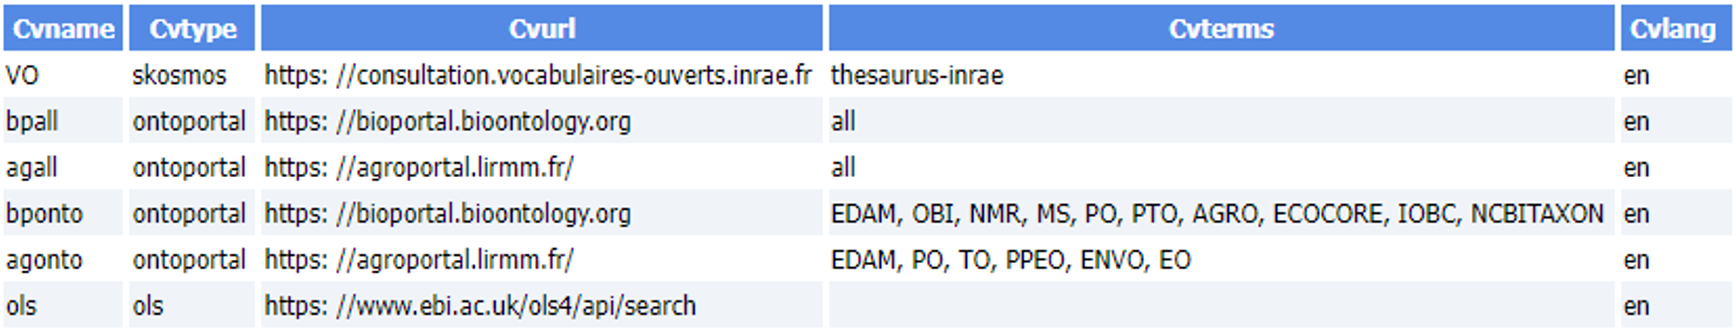 Cvname Cvtype Cvurl Cvterms Cvlang
VO skosmos https: //consultation.vocabulaires-ouverts.inrae.fr thesaurus-inrae en
bpall ontoportal https: //bioportal.bioontology.org all en
agall ontoportal https: //agroportal.lirmm.fr/ all en
bponto ontoportal https: //bioportal.bioontology.org EDAM, OBI, NMR, MS, PO, PTO, AGRO, ECOCORE, IOBC, NCBITAXON en
agonto ontoportal https: //agroportal.lirmm.fr/ EDAM, PO, TO, PPEO, ENVO, EO en
ols ols https: //www.ebi.ac.uk/ols4/api/search en